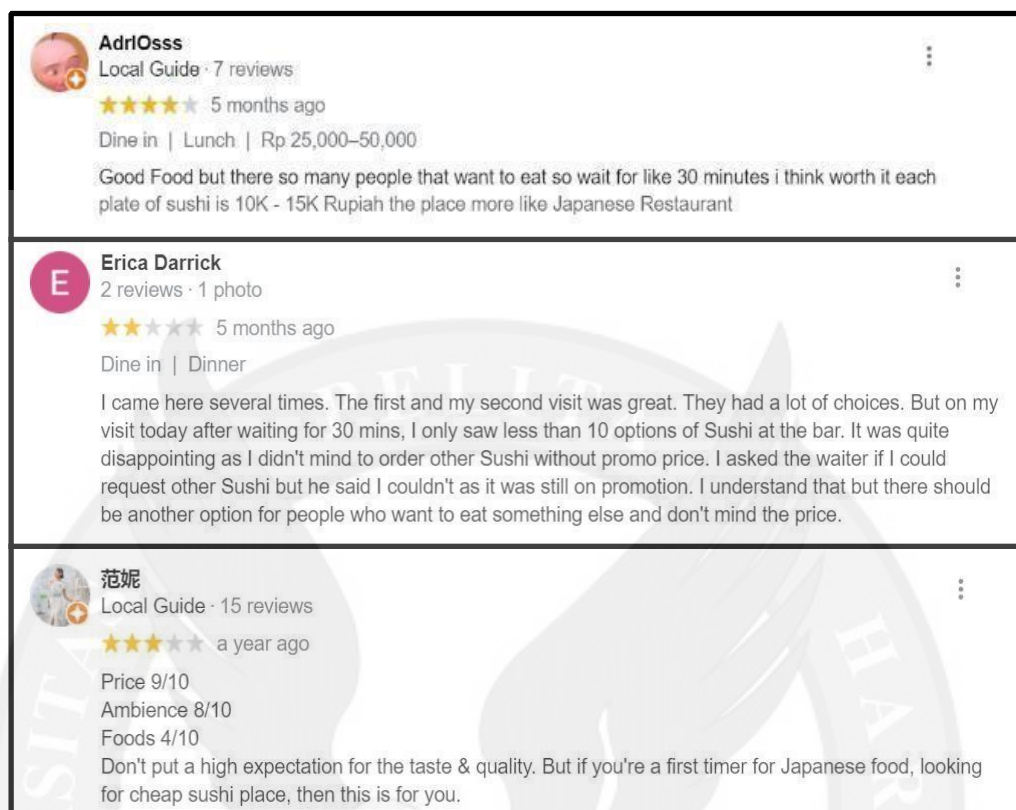 AdrlOsss
Local Guide · 7 reviews
5 months ago
Dine in | Lunch | Rp 25,000–50,000
Good Food but there so many people that want to eat so wait for like 30 minutes i think worth it each
plate of sushi is 10K - 15K Rupiah the place more like Japanese Restaurant
E
Erica Darrick
2 reviews · 1 photo
5 months ago
Dine in | Dinner
I came here several times. The first and my second visit was great. They had a lot of choices. But on my
visit today after waiting for 30 mins, I only saw less than 10 options of Sushi at the bar. It was quite
disappointing as I didn't mind to order other Sushi without promo price. I asked the waiter if I could
request other Sushi but he said I couldn't as it was still on promotion. I understand that but there should
be another option for people who want to eat something else and don't mind the price.
范妮
Local Guide · 15 reviews
a year ago
Price 9/10
Ambience 8/10
Foods 4/10
Don't put a high expectation for the taste & quality. But if you're a first timer for Japanese food, looking
for cheap sushi place, then this is for you.